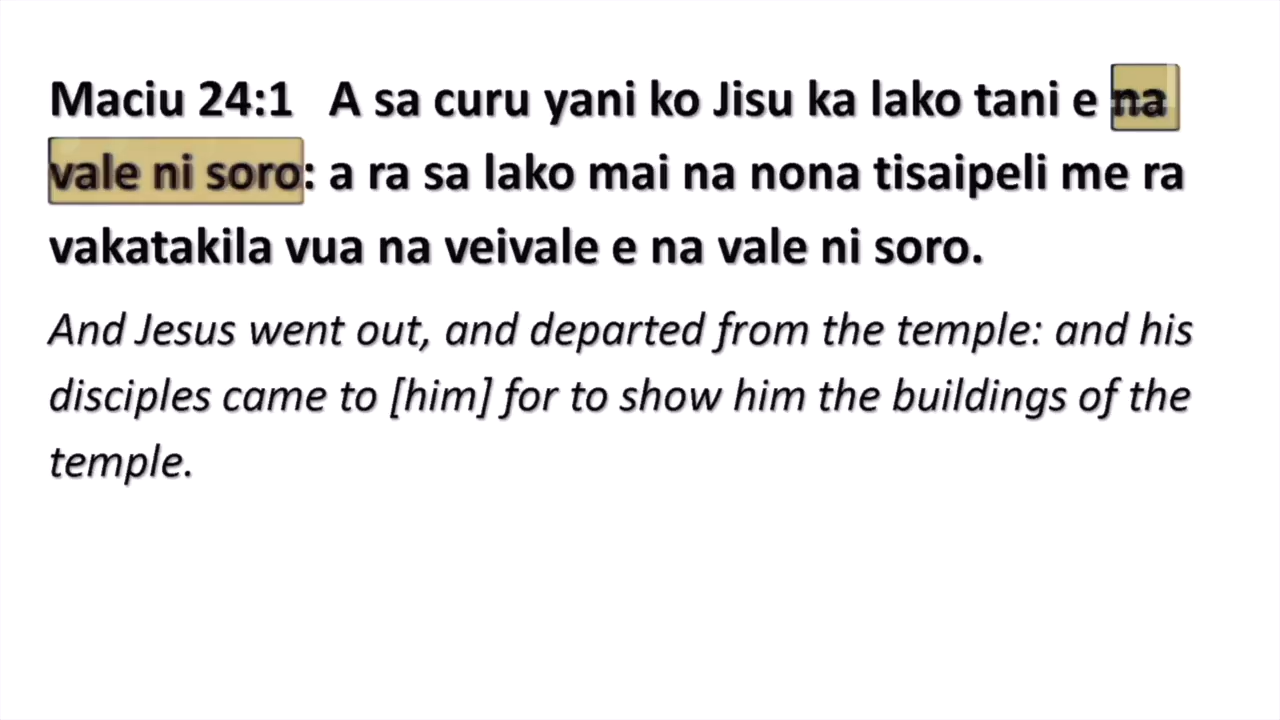 Maciu 24:1 A sa curu yani ko Jisu ka lako tani e na
vale ni soro: a ra sa lako mai na nona tisaipeli me ra
vakatakila vua na veivale e na vale ni soro.
And Jesus went out, and departed from the temple: and his
disciples came to [him] for to show him the buildings of the
temple.